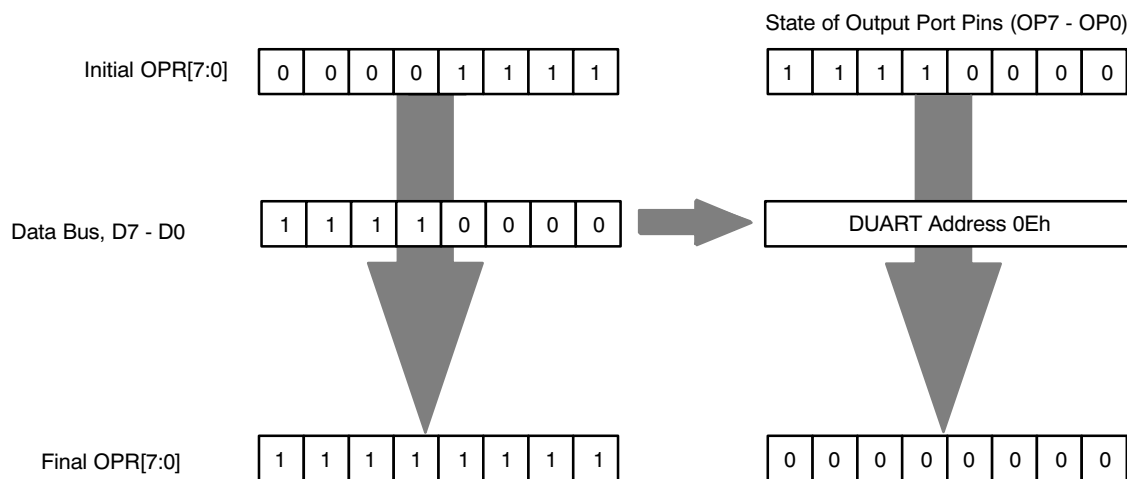 State of Output Port Pins (OP7 - OP0)
Initial OPR[7:0] 0 0 0 0 1 1 1 1 1 1 1 1 0 0 0 0
Data Bus, D7 - D0 1 1 1 1 0 0 0 0 DUART Address 0Eh
Final OPR[7:0] 1 1 1 1 1 1 1 1 0 0 0 0 0 0 0 0